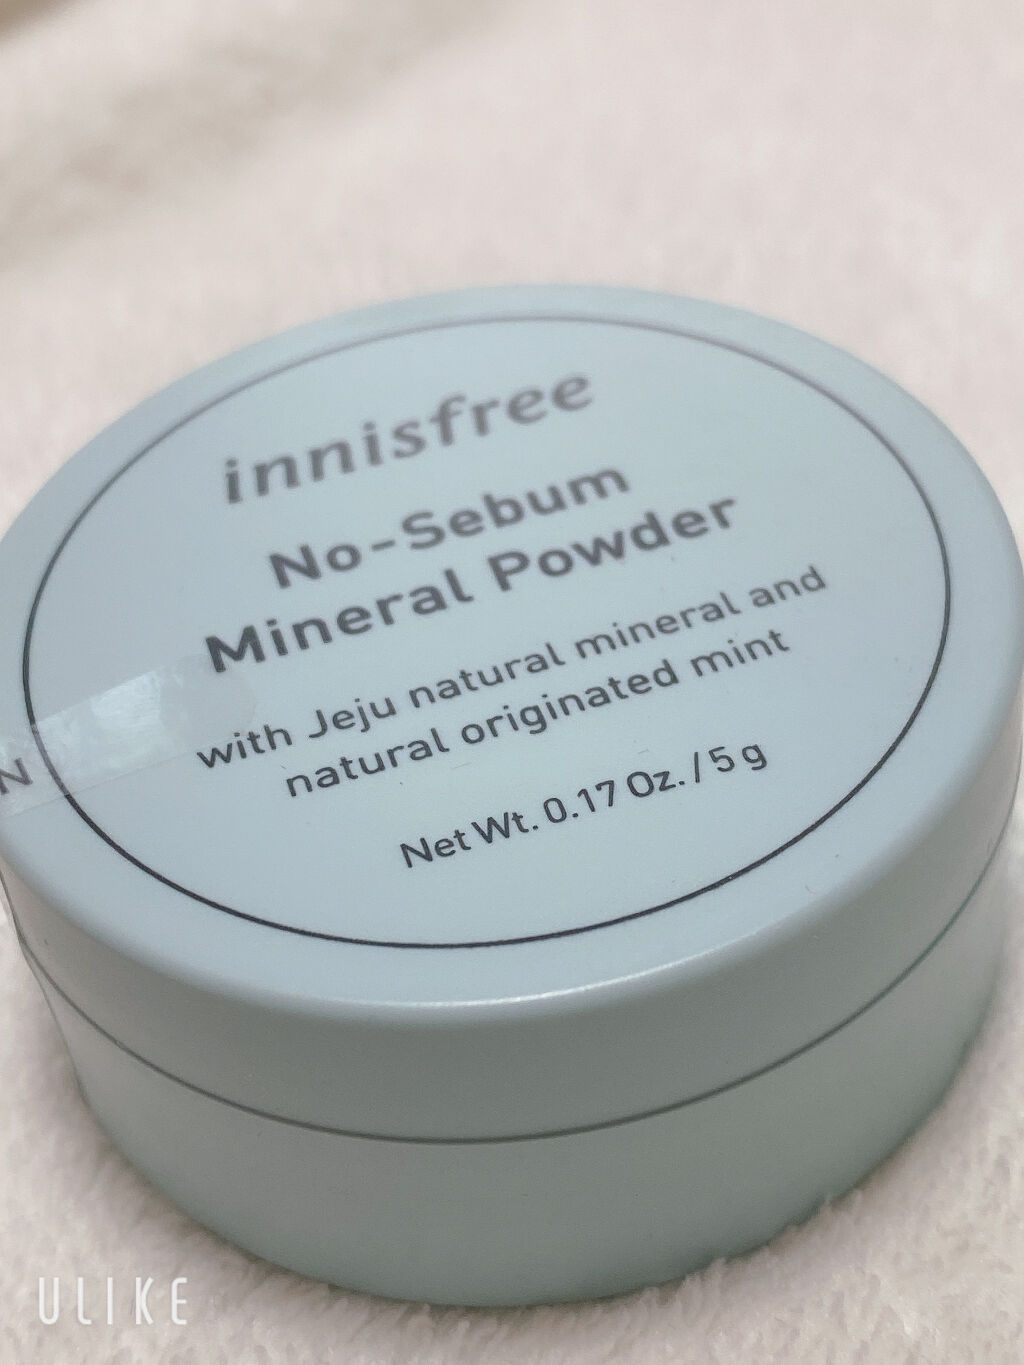 innisfree
No-Sebum
Mineral Powder
with Jeju natural mineral and
natural originated mint
Net Wt. 0.17 Oz. / 5 g
N
ULIKE